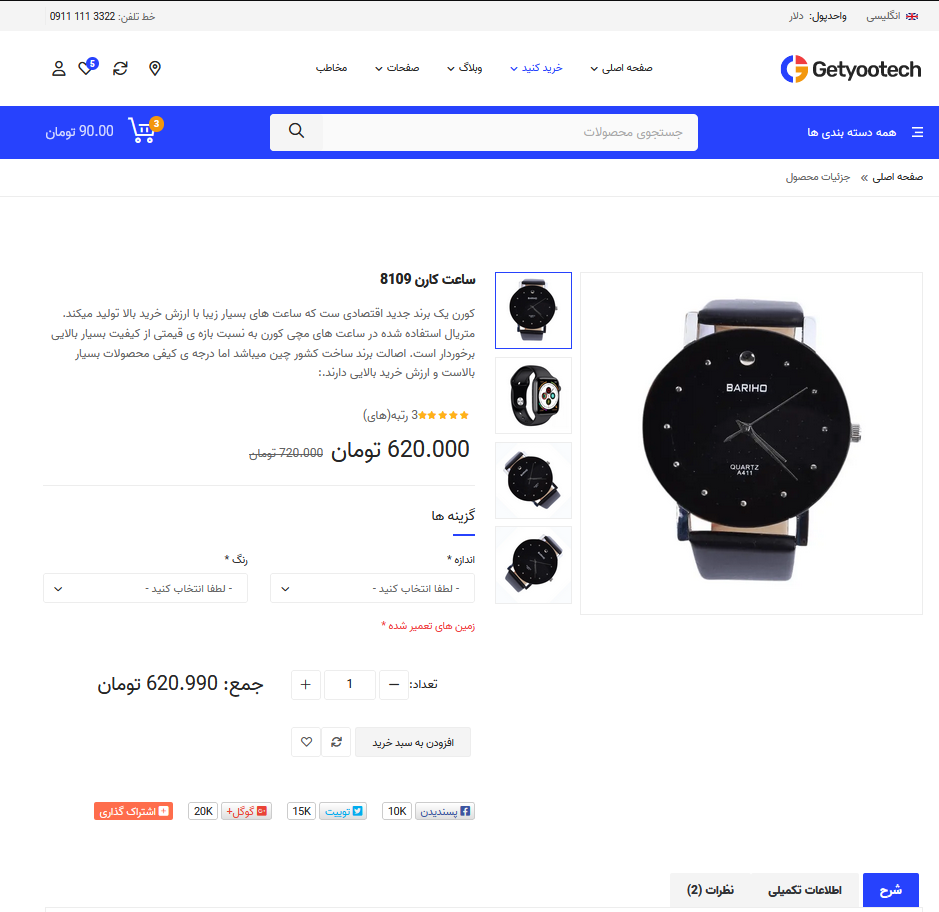 انگلیسی واحدپول: دلار
خط تلفن: 3322 111 0911
Getyootech
صفحه اصلی خرید کنید وبلاگ صفحات مخاطب
5
همه دسته بندی ها
جستجوی محصولات
3
90.00 تومان
صفحه اصلی » جزئیات محصول
ساعت کارن 8109
کورن یک برند جدید اقتصادی ست که ساعت های بسیار زیبا با ارزش خرید بالا تولید میکند.
متریال استفاده شده در ساعت های مچی کورن به نسبت بازه ی قیمتی از کیفیت بسیار بالایی
برخوردار است. اصالت برند ساخت کشور چین میباشد اما درجه ی کیفی محصولات بسیار
بالاست و ارزش خرید بالایی دارند.:
3 رتبه(های)
620.000 تومان 720.000 تومان
BARIHO
QUARTZ
A411
گزینه ها
اندازه *
رنگ *
- لطفا انتخاب کنید -
- لطفا انتخاب کنید -
زمین های تعمیر شده *
تعداد:
− 1 +
جمع: 620.990 تومان
افزودن به سبد خرید
پسندیدن 10K
توییت 15K
گوگل+ 20K
اشتراک گذاری
شرح
اطلاعات تکمیلی
نظرات (2)